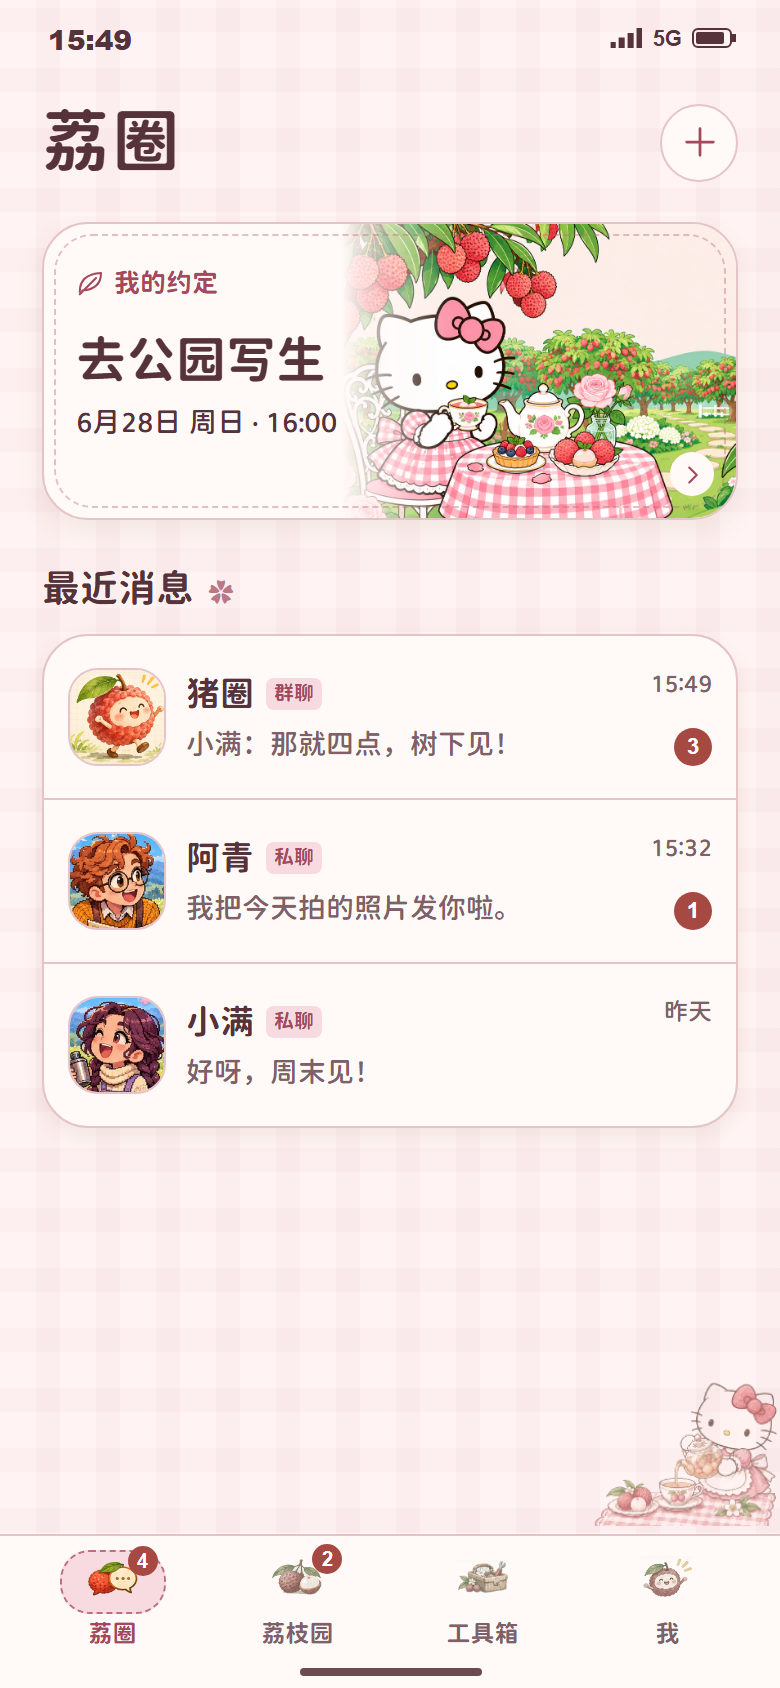 15:49
5G
荔圈
我的约定
去公园写生
6月28日 周日 · 16:00
最近消息
猪圈 群聊 15:49
小满：那就四点，树下见！ 3
阿青 私聊 15:32
我把今天拍的照片发你啦。 1
小满 私聊 昨天
好呀，周末见！
4 2
荔圈 荔枝园 工具箱 我